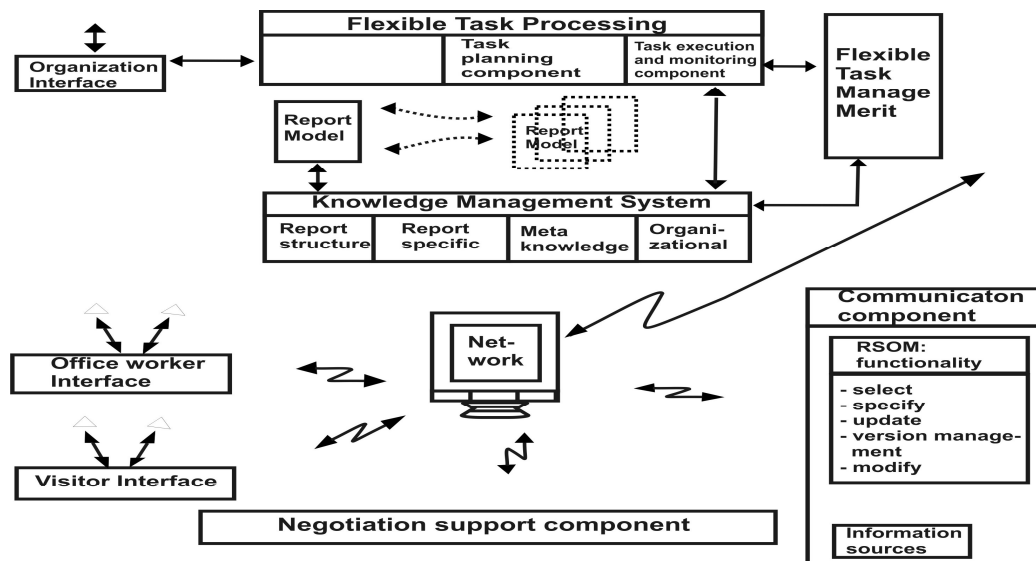 Flexible Task Processing
Organization
Interface
Task
planning
component
Task execution
and monitoring
component
Flexible
Task
Manage
Merit
Report
Model
Report
Model
Knowledge Management System
Report
structure
Report
specific
Meta
knowledge
Organi-
zational
Office worker
Interface
Net-
work
Visitor Interface
Negotiation support component
Communicaton
component
RSOM:
functionality
- select
- specify
- update
- version manage-
ment
- modify
Information
sources